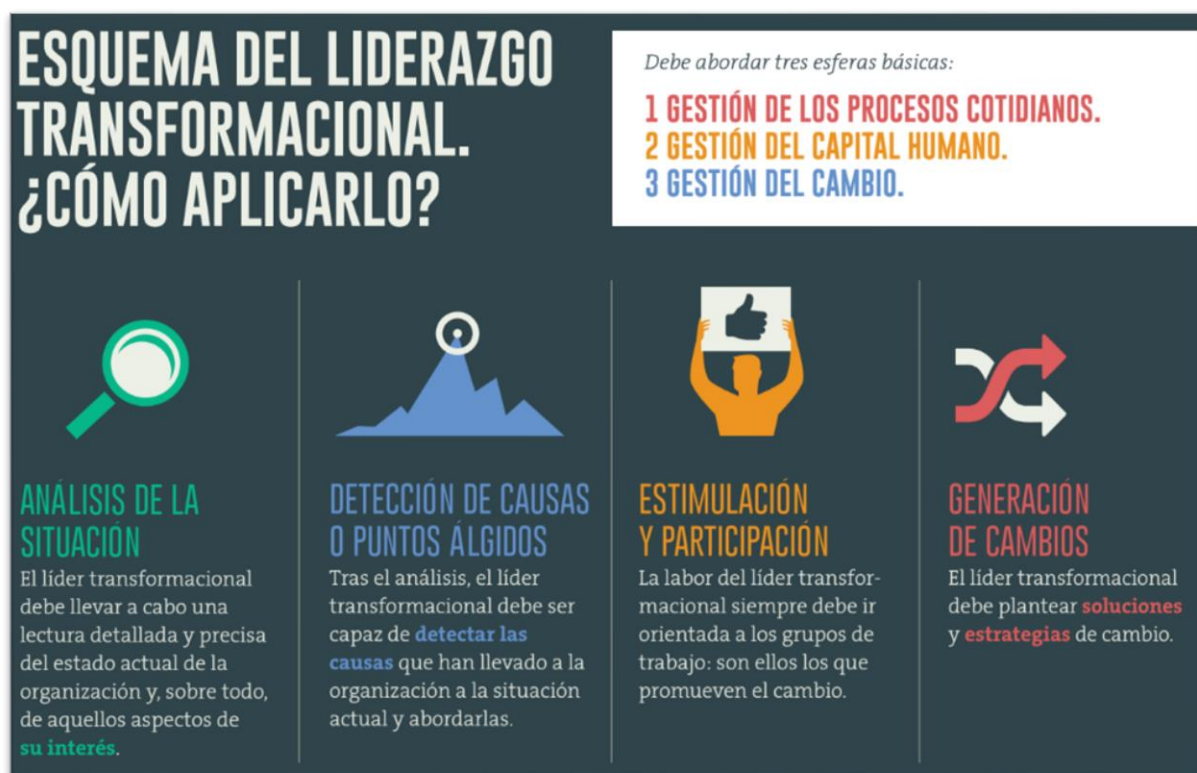 ESQUEMA DEL LIDERAZGO
TRANSFORMACIONAL.
¿CÓMO APLICARLO?
Debe abordar tres esferas básicas:
1 GESTIÓN DE LOS PROCESOS COTIDIANOS.
2 GESTIÓN DEL CAPITAL HUMANO.
3 GESTIÓN DEL CAMBIO.
ANÁLISIS DE LA
SITUACIÓN
El líder transformacional
debe llevar a cabo una
lectura detallada y precisa
del estado actual de la
organización y, sobre todo,
de aquellos aspectos de
su interés.
DETECCIÓN DE CAUSAS
O PUNTOS ÁLGIDOS
Tras el análisis, el líder
transformacional debe ser
capaz de detectar las
causas que han llevado a la
organización a la situación
actual y abordarlas.
ESTIMULACIÓN
Y PARTICIPACIÓN
La labor del líder transfor-
macional siempre debe ir
orientada a los grupos de
trabajo: son ellos los que
promueven el cambio.
GENERACIÓN
DE CAMBIOS
El líder transformacional
debe plantear soluciones
y estrategias de cambio.